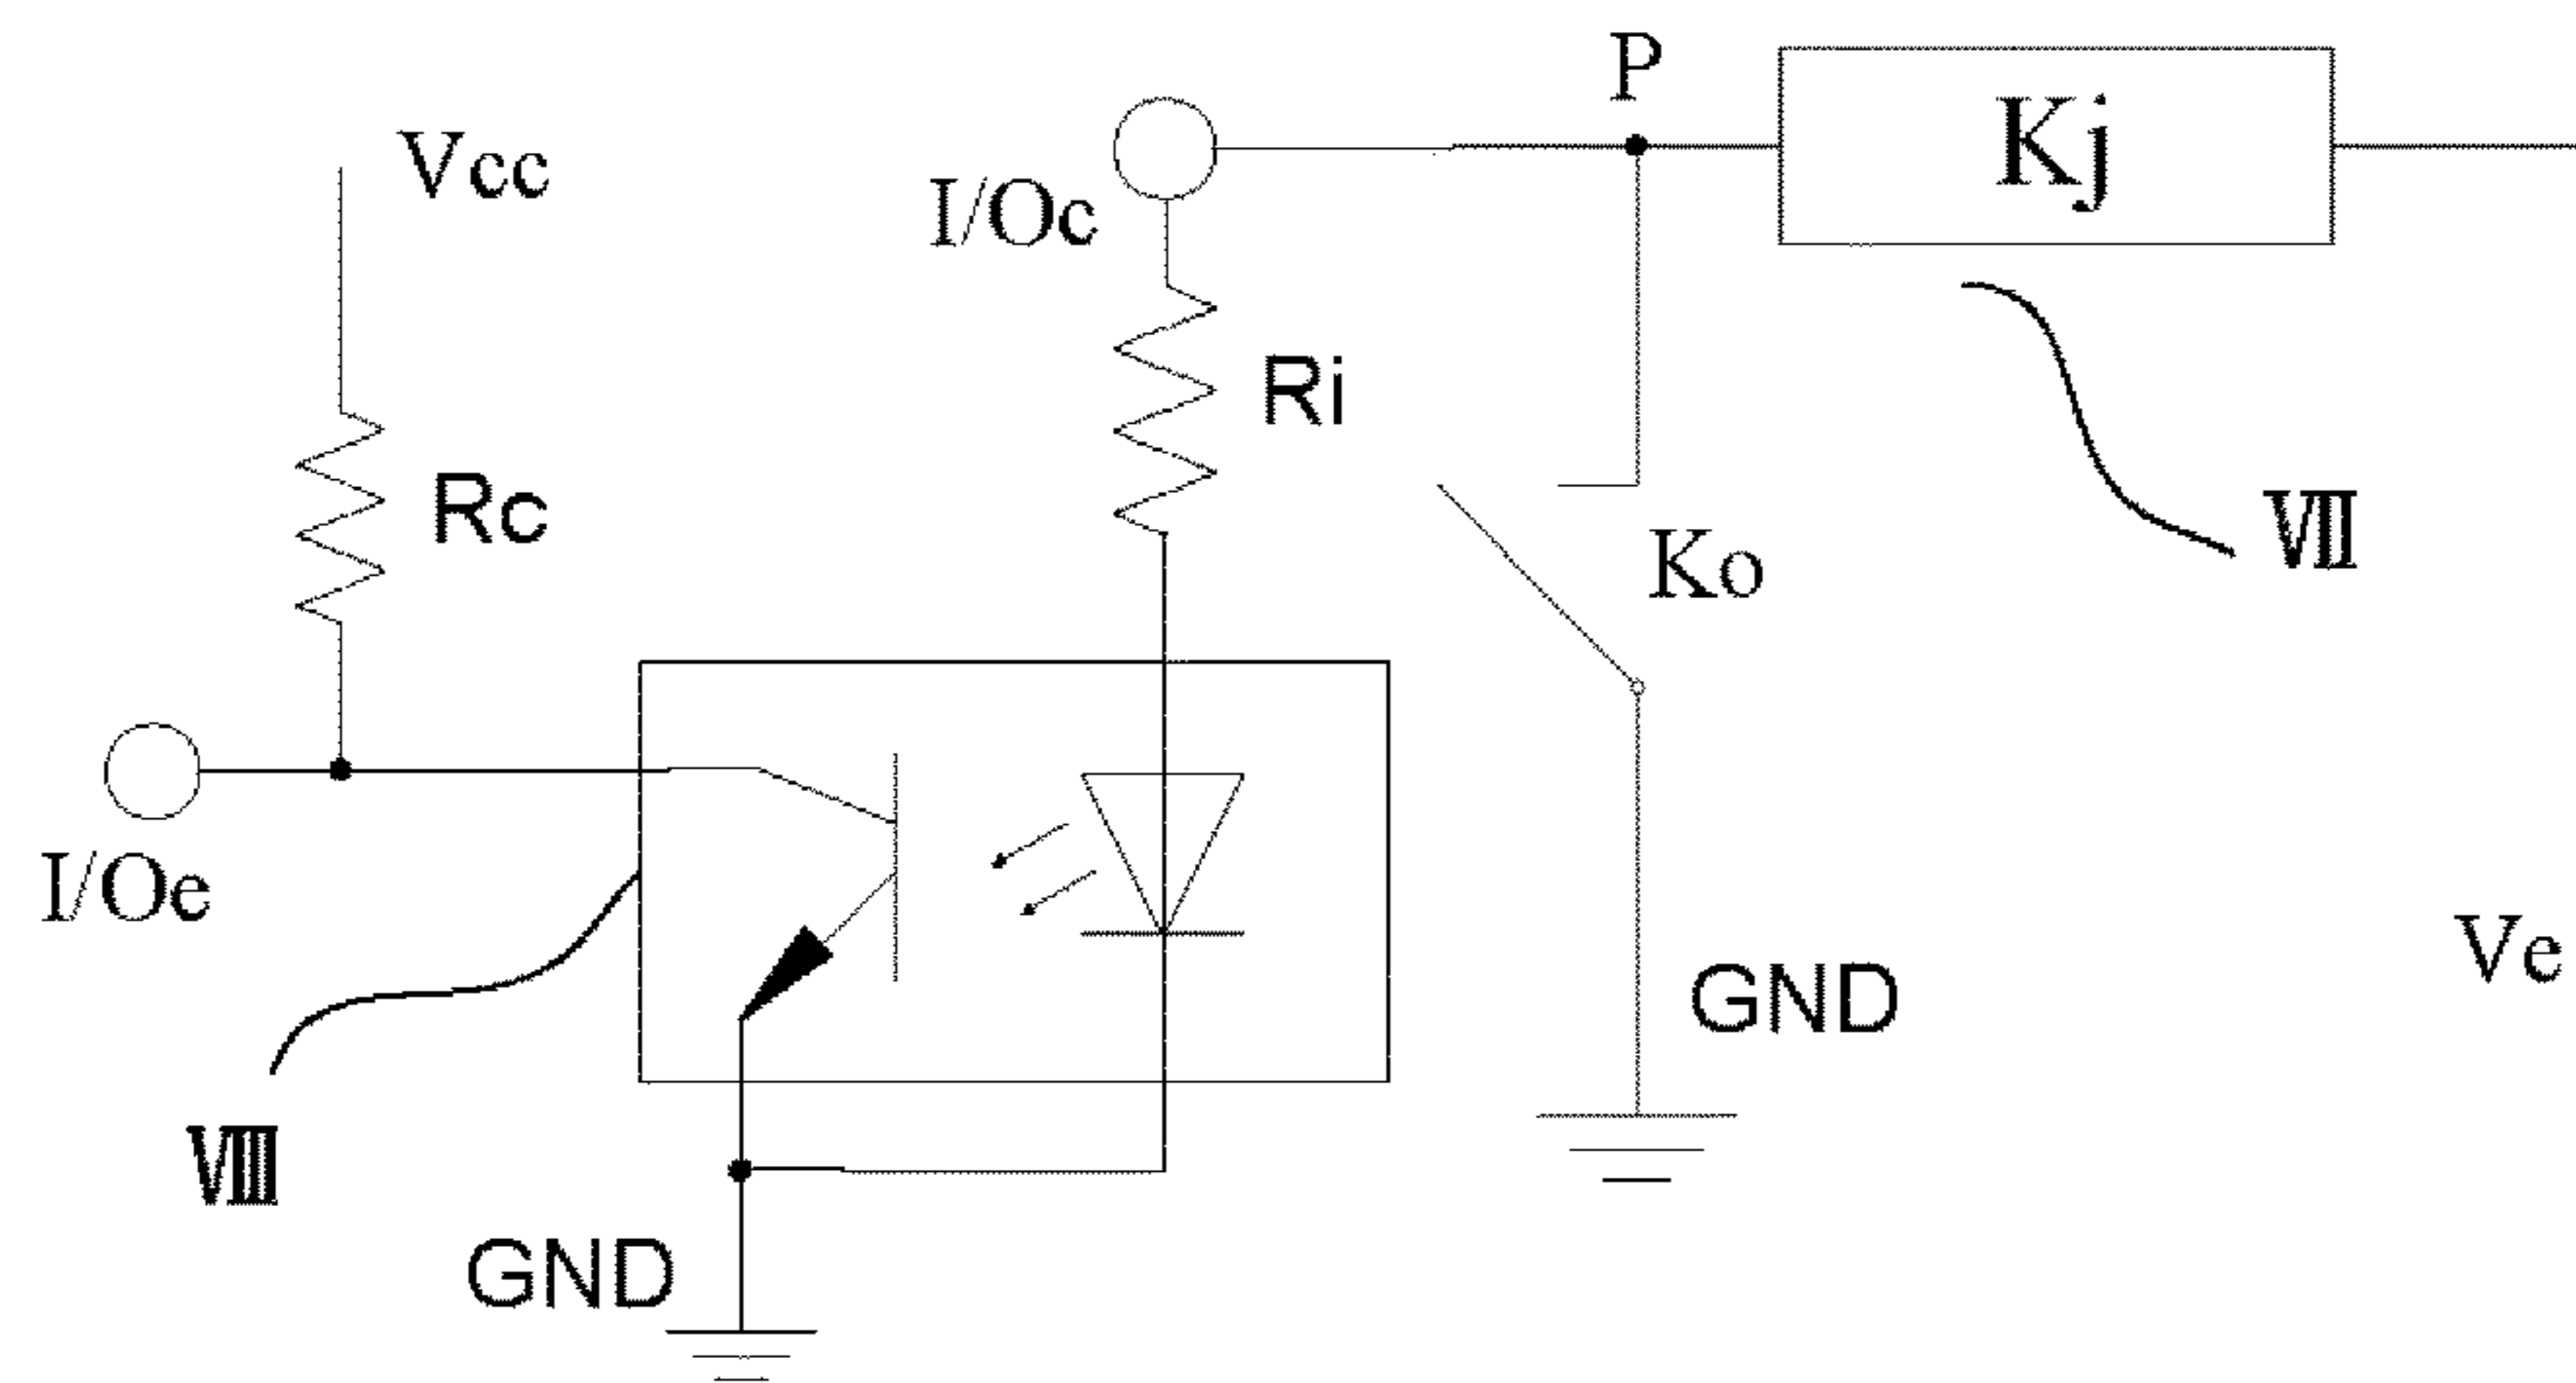 P
Kj
Vcc
I/Oc
Ri
Rc
Ⅶ
Ko
I/Oe
Ve
GND
Ⅷ
GND